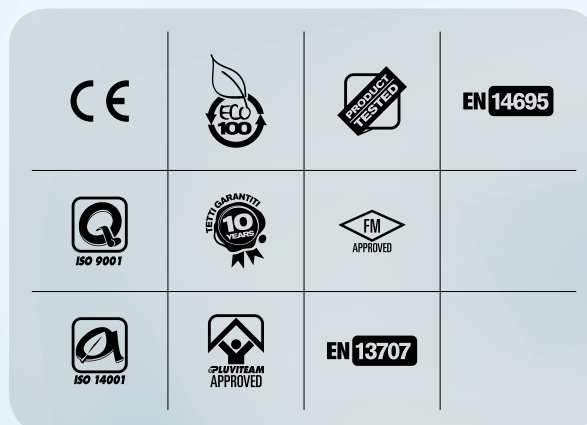 CE
ECO
100
PRODUCT
TESTED
EN 14695
ISO 9001
TETTI GARANTITI
10
YEARS
FM
APPROVED
ISO 14001
PLUVITEAM
APPROVED
EN 13707